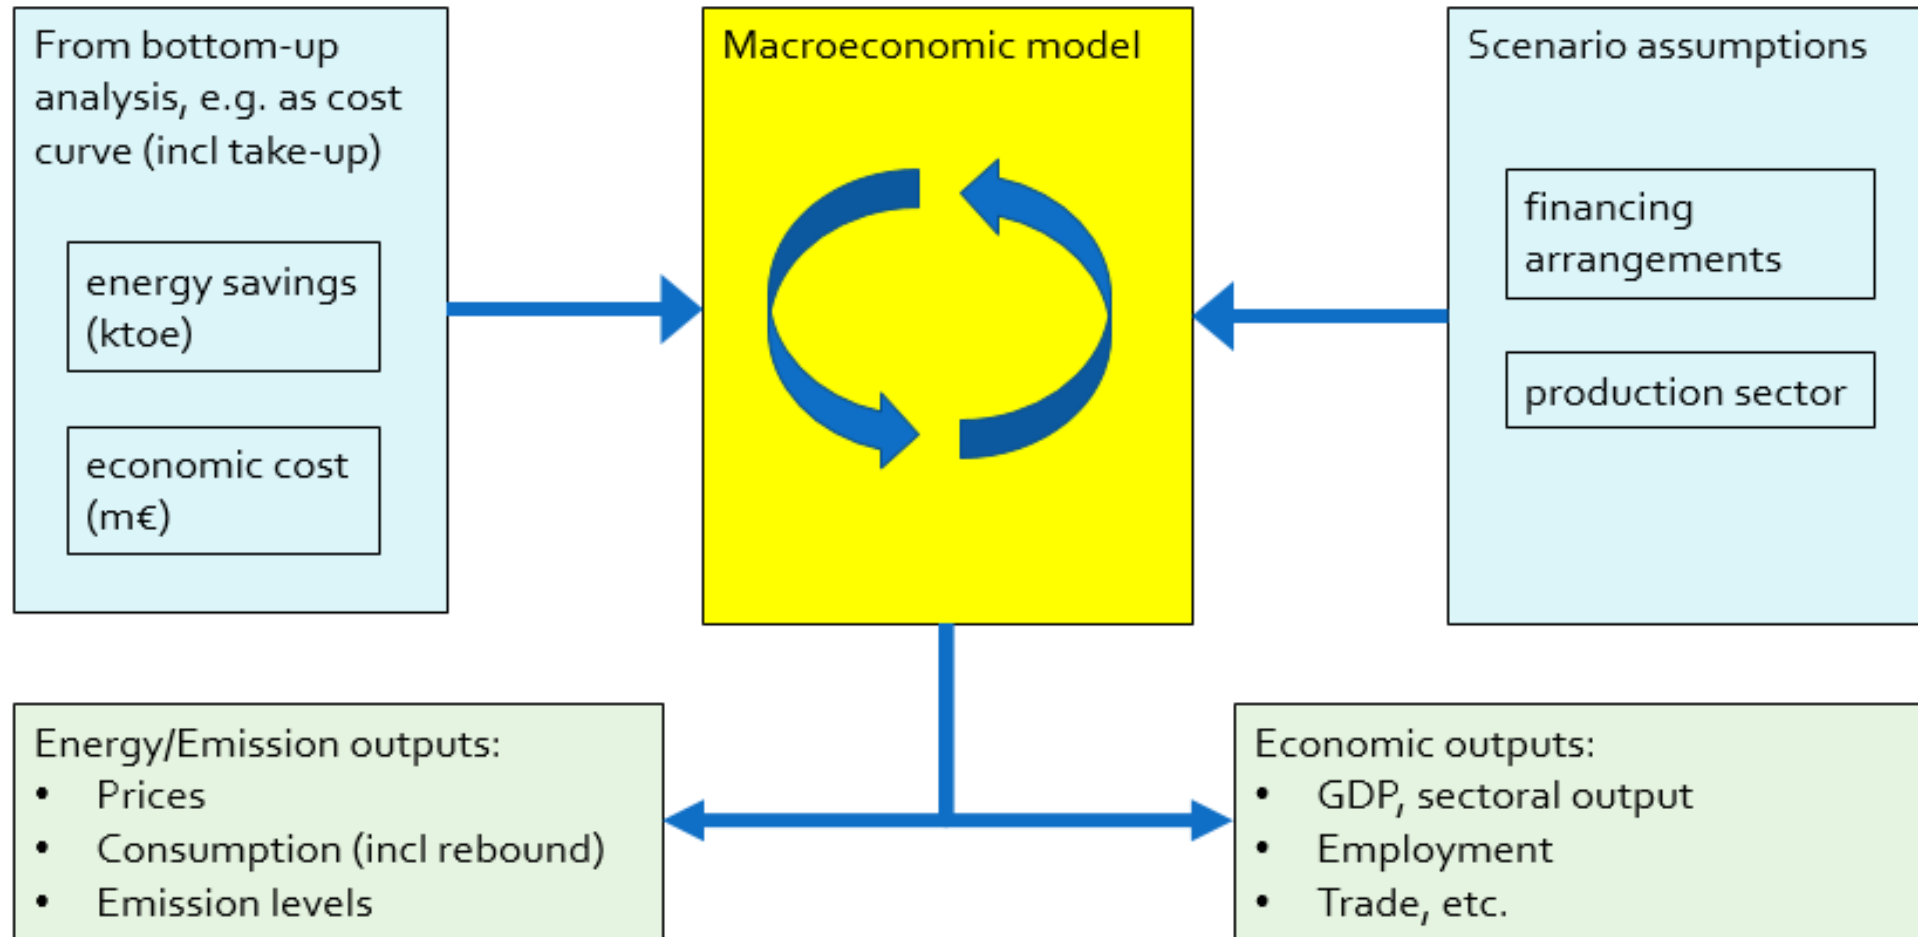 From bottom-up
analysis, e.g. as cost
curve (incl take-up)
energy savings
(ktoe)
economic cost
(m€)
Macroeconomic model
Scenario assumptions
financing
arrangements
production sector
Energy/Emission outputs:
• Prices
• Consumption (incl rebound)
• Emission levels
Economic outputs:
• GDP, sectoral output
• Employment
• Trade, etc.